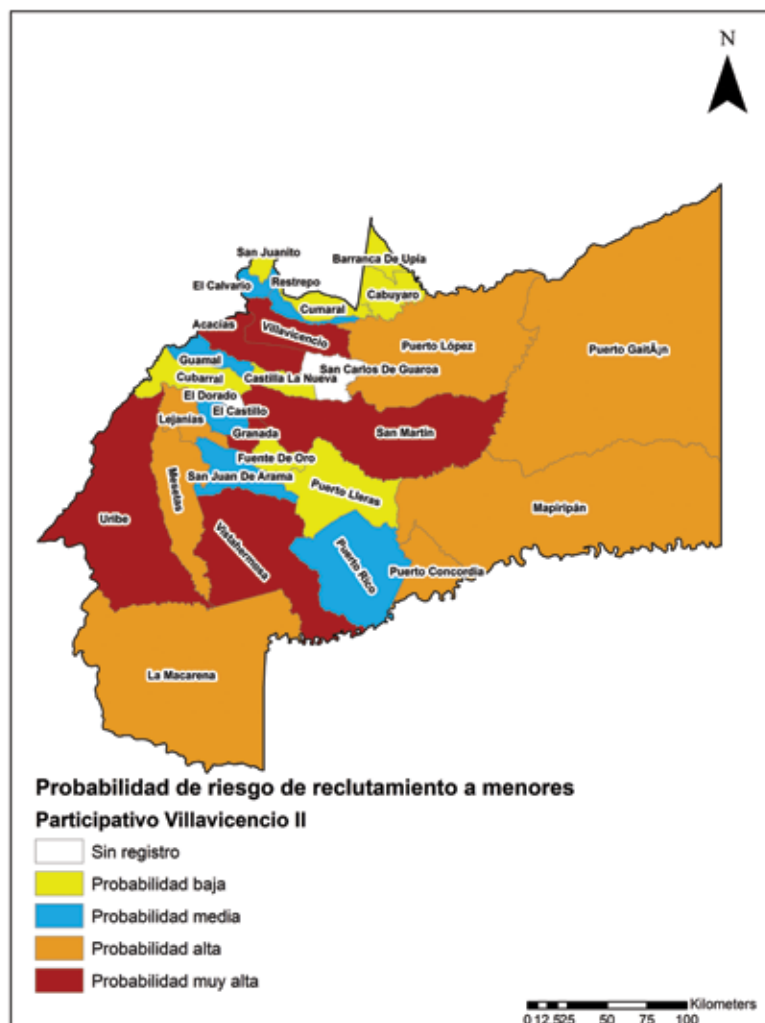 N
San Juanito
Barranca De Upía
El Calvario
Restrepo
Cabuyaro
Cumaral
Acacías
Villavicencio
Puerto López
Puerto GaitÃ¡n
Guamal
San Carlos De Guaroa
Cubarral
Castilla La Nueva
El Dorado
Lejanías
El Castillo
Granada
San Martín
Fuente De Oro
Mesetas
San Juan De Arama
Puerto Lleras
Uribe
Mapiripán
Vistahermosa
Puerto Rico
Puerto Concordia
La Macarena
Probabilidad de riesgo de reclutamiento a menores
Participativo Villavicencio II
Sin registro
Probabilidad baja
Probabilidad media
Probabilidad alta
Probabilidad muy alta
Kilometers
0 12,525 50 75 100